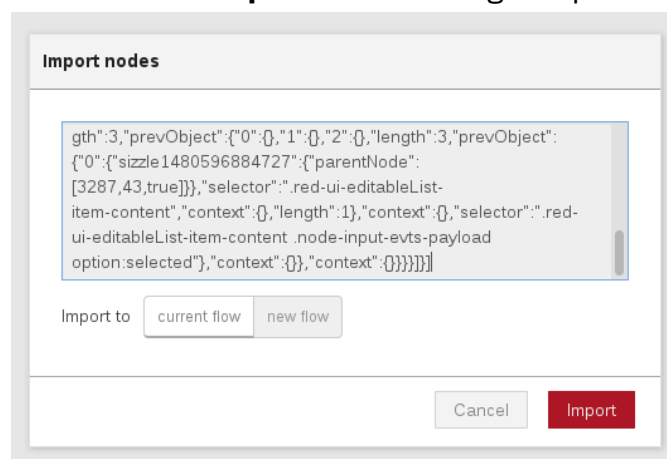 Import nodes
gth":3,"prevObject":{"0":{},"1":{},"2":{},"length":3,"prevObject":
{"0":{"sizzle1480596884727":{"parentNode":
[3287,43,true]}},"selector":".red-ui-editableList-
item-content","context":{},"length":1},"context":{},"selector":".red-
ui-editableList-item-content .node-input-evts-payload
option:selected"},"context":{}},"context":{}}}}]}]
Import to
current flow
new flow
Cancel
Import